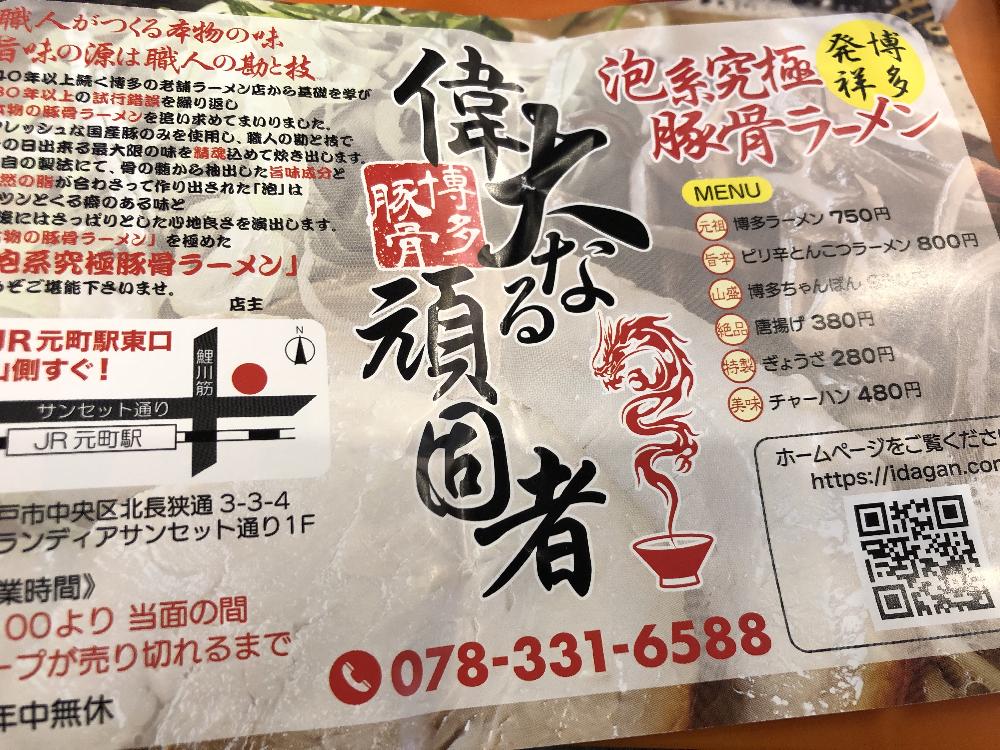 職人がつくる本物の味
旨味の源は職人の勘と技
40年以上続く博多の老舗ラーメン店から基礎を学び
30年以上の試行錯誤を繰り返し
物の豚骨ラーメンを追い求めてまいりました。
レッシュな国産豚のみを使用し、職人の勘と技で
の日出来る最大限の味を精魂込めて炊き出します。
自の製法にて、骨の髄から抽出した旨味成分と
然の脂が合わさって作り出された「泡」は
ツンとくる癖のある味と
後にはさっぱりとした心地良さを演出します。
物の豚骨ラーメン」を極めた
泡系究極豚骨ラーメン」
ぞご堪能下さいませ。
店主
JR元町駅東口
山側すぐ!
N
鯉川筋
サンセット通り
JR 元町駅
戸市中央区北長狭通 3-3-4
ランディアサンセット通り1F
業時間》
00より 当面の間
ープが売り切れるまで
年中無休
偉大なる
博多
豚骨
頑固者
078-331-6588
泡系究極
豚骨ラーメン
博多
発祥
MENU
元祖 博多ラーメン 750円
旨辛 ピリ辛とんこつラーメン 800円
山盛 博多ちゃんぽん
絶品 唐揚げ 380円
特製 ぎょうざ 280円
美味 チャーハン 480円
ホームページをご覧くださ
https://idagan.com